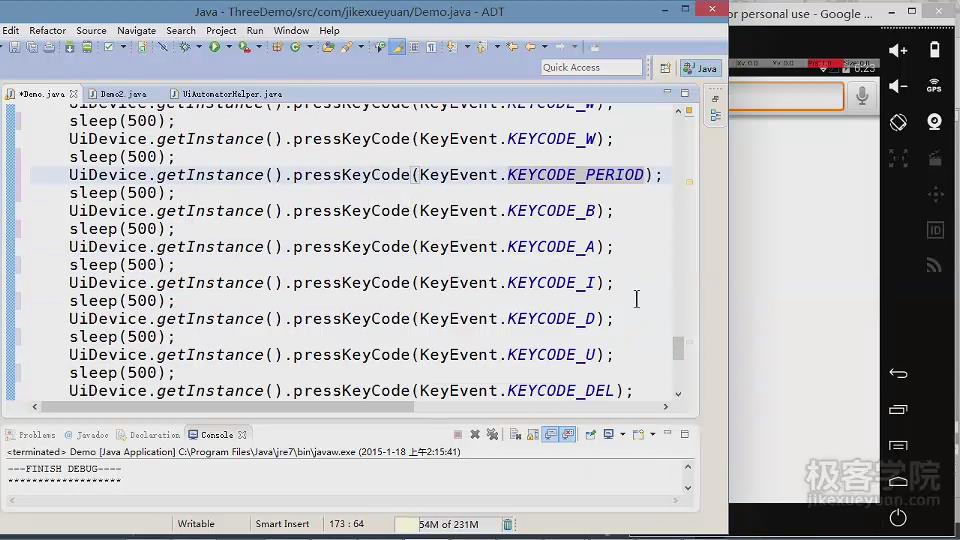 Java - ThreeDemo/src/com/jikexueyuan/Demo.java - ADT
or personal use - Google ...
Edit Refactor Source Navigate Search Project Run Window Help
Quick Access
Java
*Demo.java
Demo2.java
UiAutomatorHelper.java
UiDevice.getInstance().pressKeyCode(KeyEvent.KEYCODE_W);
sleep(500);
UiDevice.getInstance().pressKeyCode(KeyEvent.KEYCODE_W);
sleep(500);
UiDevice.getInstance().pressKeyCode(KeyEvent.KEYCODE_PERIOD);
sleep(500);
UiDevice.getInstance().pressKeyCode(KeyEvent.KEYCODE_B);
sleep(500);
UiDevice.getInstance().pressKeyCode(KeyEvent.KEYCODE_A);
sleep(500);
UiDevice.getInstance().pressKeyCode(KeyEvent.KEYCODE_I);
sleep(500);
UiDevice.getInstance().pressKeyCode(KeyEvent.KEYCODE_D);
sleep(500);
UiDevice.getInstance().pressKeyCode(KeyEvent.KEYCODE_U);
sleep(500);
UiDevice.getInstance().pressKeyCode(KeyEvent.KEYCODE_DEL);
Problems @ Javadoc Declaration Console
<terminated> Demo [Java Application] C:\Program Files\Java\jre7\bin\javaw.exe (2015-1-18 上午2:15:41)
---FINISH DEBUG----
*******************
Writable
Smart Insert
173 : 64
54M of 231M
GPS
ID
极客学院
jikexueyuan.com